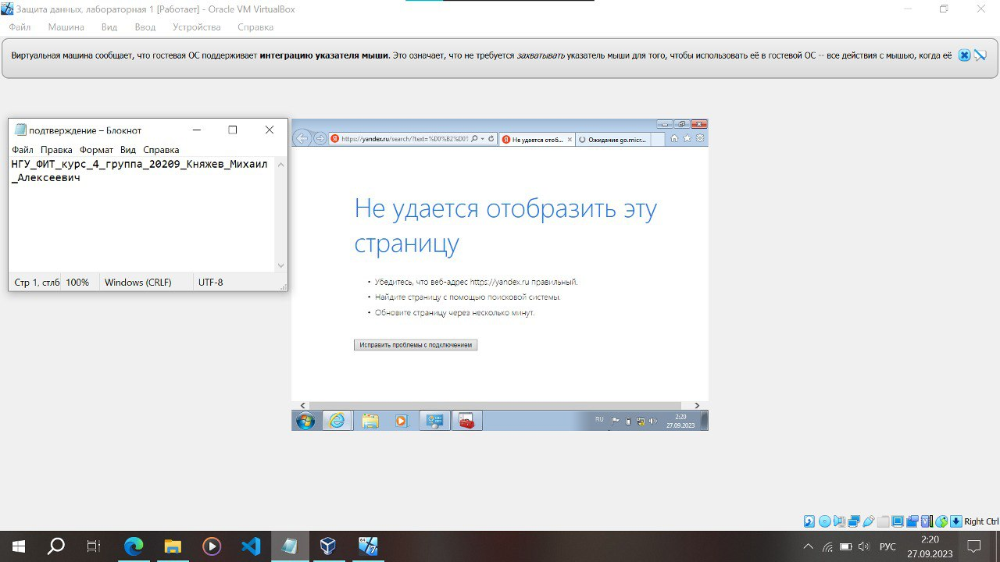 Защита данных, лабораторная 1 [Работает] - Oracle VM VirtualBox
Файл Машина Вид Ввод Устройства Справка
Виртуальная машина сообщает, что гостевая ОС поддерживает интеграцию указателя мыши. Это означает, что не требуется захватывать указатель мыши для того, чтобы использовать её в гостевой ОС -- все действия с мышью, когда её
подтверждение – Блокнот
Файл Правка Формат Вид Справка
НГУ_ФИТ_курс_4_группа_20209_Княжев_Михаил
_Алексеевич
Стр 1, стлб 100% Windows (CRLF) UTF-8
https://yandex.ru/search/?text=%D0%B2%D0 Не удается отоб... Ожидание go.micr...
Не удается отобразить эту
страницу
• Убедитесь, что веб-адрес https://yandex.ru правильный.
• Найдите страницу с помощью поисковой системы.
• Обновите страницу через несколько минут.
Исправить проблемы с подключением
RU 2:20
27.09.2023
Right Ctrl
РУС 2:20
27.09.2023